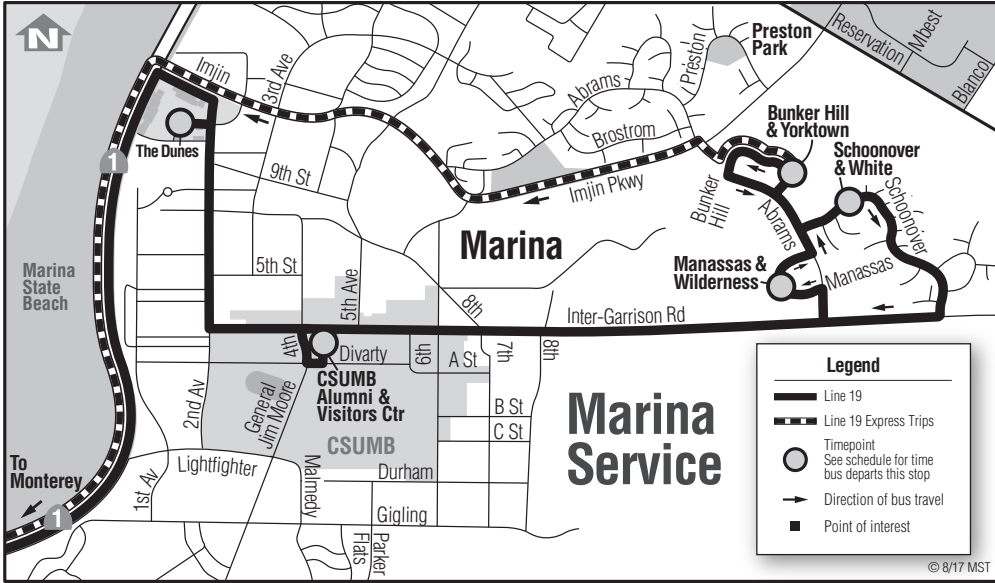 N
Imjin
3rd Ave
Preston
Park
Preston
Reservation
Mbest
Blanco
Abrams
Brostrom
Bunker Hill
& Yorktown
Schoonover
& White
The Dunes
1
9th St
Imjin Pkwy
Bunker
Hill
Abrams
Schoonover
Marina
5th St
5th Ave
8th
Manassas &
Wilderness
Manassas
Marina
State
Beach
Inter-Garrison Rd
4th
Divarty
6th
A St
7th
8th
CSUMB
Alumni &
Visitors Ctr
2nd Av
General
Jim Moore
CSUMB
B St
C St
Marina
Service
To
Monterey
1
1st Av
Lightfighter
Malmedy
Durham
Gigling
Flats
Parker
Legend
Line 19
Line 19 Express Trips
Timepoint
See schedule for time
bus departs this stop
Direction of bus travel
Point of interest
© 8/17 MST